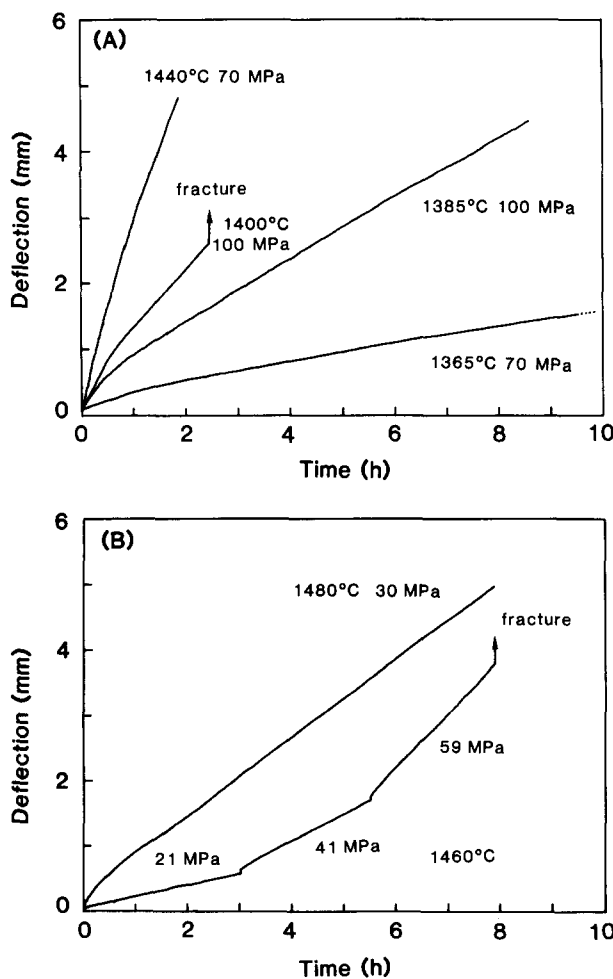 (A)
6
4
2
0
Deflection (mm)
1440°C 70 MPa
fracture
1400°C
100 MPa
1385°C 100 MPa
1365°C 70 MPa
0 2 4 6 8 10
Time (h)
(B)
6
4
2
0
Deflection (mm)
1480°C 30 MPa
fracture
59 MPa
21 MPa
41 MPa
1460°C
0 2 4 6 8 10
Time (h)